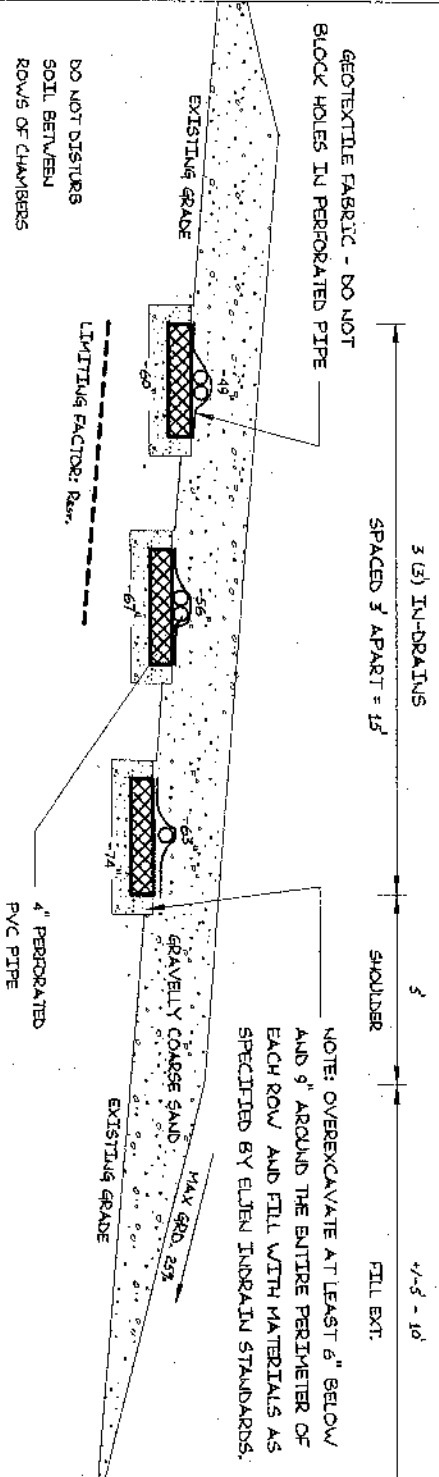 3 (3') IN-DRAINS
SPACED 3' APART = 15'
5'
SHOULDER
+/-5' - 10'
FILL EXT.
GEOTEXTILE FABRIC - DO NOT
BLOCK HOLES IN PERFORATED PIPE
NOTE: OVEREXCAVATE AT LEAST 6" BELOW
AND 9" AROUND THE ENTIRE PERIMETER OF
EACH ROW AND FILL WITH MATERIALS AS
SPECIFIED BY ELJEN INDRAIN STANDARDS.
EXISTING GRADE
-49"
-60"
-56"
-67"
-63"
-74"
GRAVELLY COARSE SAND
MAX GRD. 25%
EXISTING GRADE
LIMITING FACTOR: Rest.
DO NOT DISTURB
SOIL BETWEEN
ROWS OF CHAMBERS
4" PERFORATED
PVC PIPE